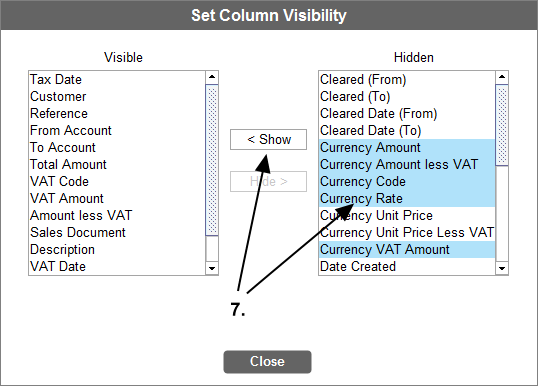 Set Column Visibility
Visible
Hidden
Tax Date
Customer
Reference
From Account
To Account
Total Amount
VAT Code
VAT Amount
Amount less VAT
Sales Document
Description
VAT Date
< Show
Hide >
Cleared (From)
Cleared (To)
Cleared Date (From)
Cleared Date (To)
Currency Amount
Currency Amount less VAT
Currency Code
Currency Rate
Currency Unit Price
Currency Unit Price Less VAT
Currency VAT Amount
Date Created
7.
Close